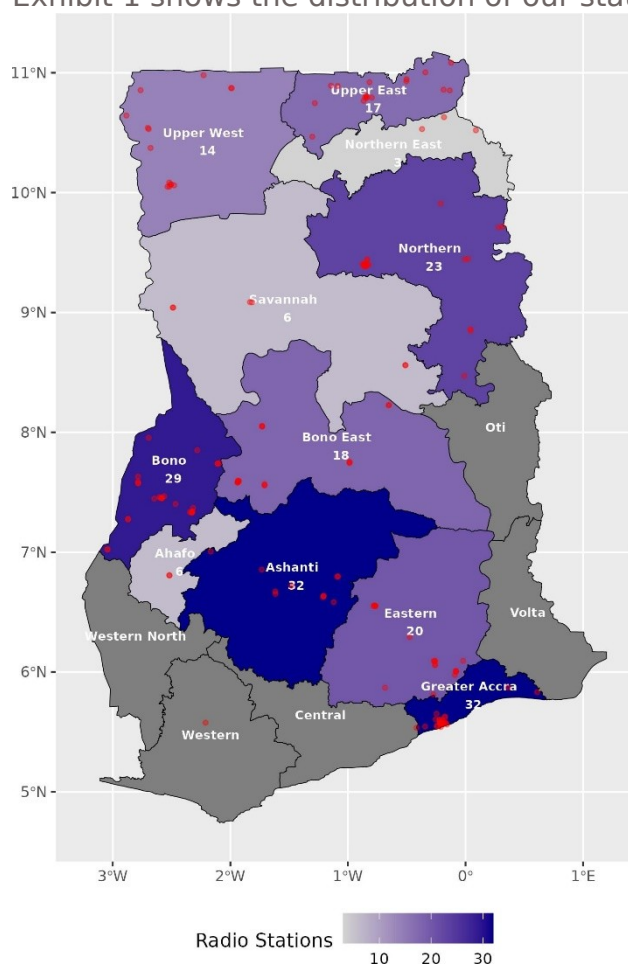 Exhibit 1 shows the distribution of our stat
11°N
10°N
9°N
8°N
7°N
6°N
5°N
Upper East
17
Upper West
14
Northern East
3
Northern
23
Savannah
6
Oti
Bono East
18
Bono
29
Ahafo
6
Ashanti
32
Volta
Eastern
20
Western North
Greater Accra
32
Central
Western
3°W
2°W
1°W
0°
1°E
Radio Stations
10
20
30